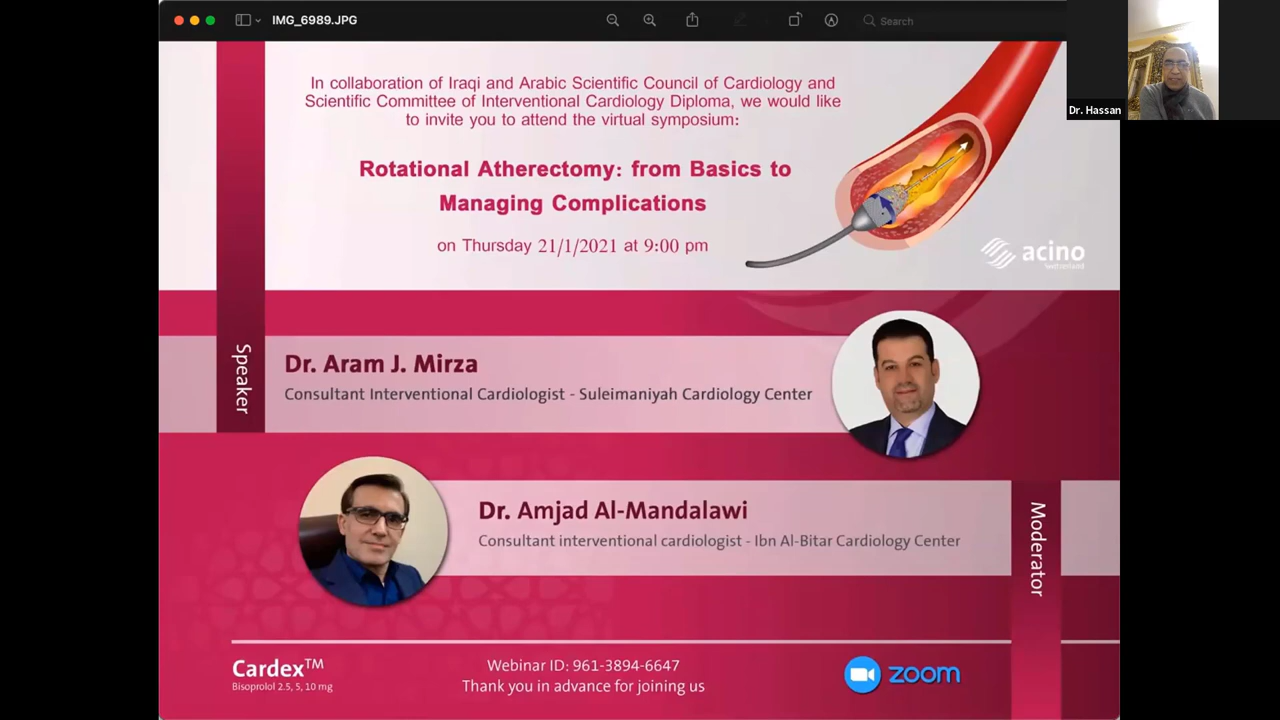 IMG_6989.JPG
Search
Dr. Hassan
In collaboration of Iraqi and Arabic Scientific Council of Cardiology and
Scientific Committee of Interventional Cardiology Diploma, we would like
to invite you to attend the virtual symposium:
Rotational Atherectomy: from Basics to
Managing Complications
on Thursday 21/1/2021 at 9:00 pm
acino
Switzerland
Speaker
Dr. Aram J. Mirza
Consultant Interventional Cardiologist - Suleimaniyah Cardiology Center
Dr. Amjad Al-Mandalawi
Consultant interventional cardiologist - Ibn Al-Bitar Cardiology Center
Moderator
Cardex™
Bisoprolol 2.5, 5, 10 mg
Webinar ID: 961-3894-6647
Thank you in advance for joining us
zoom